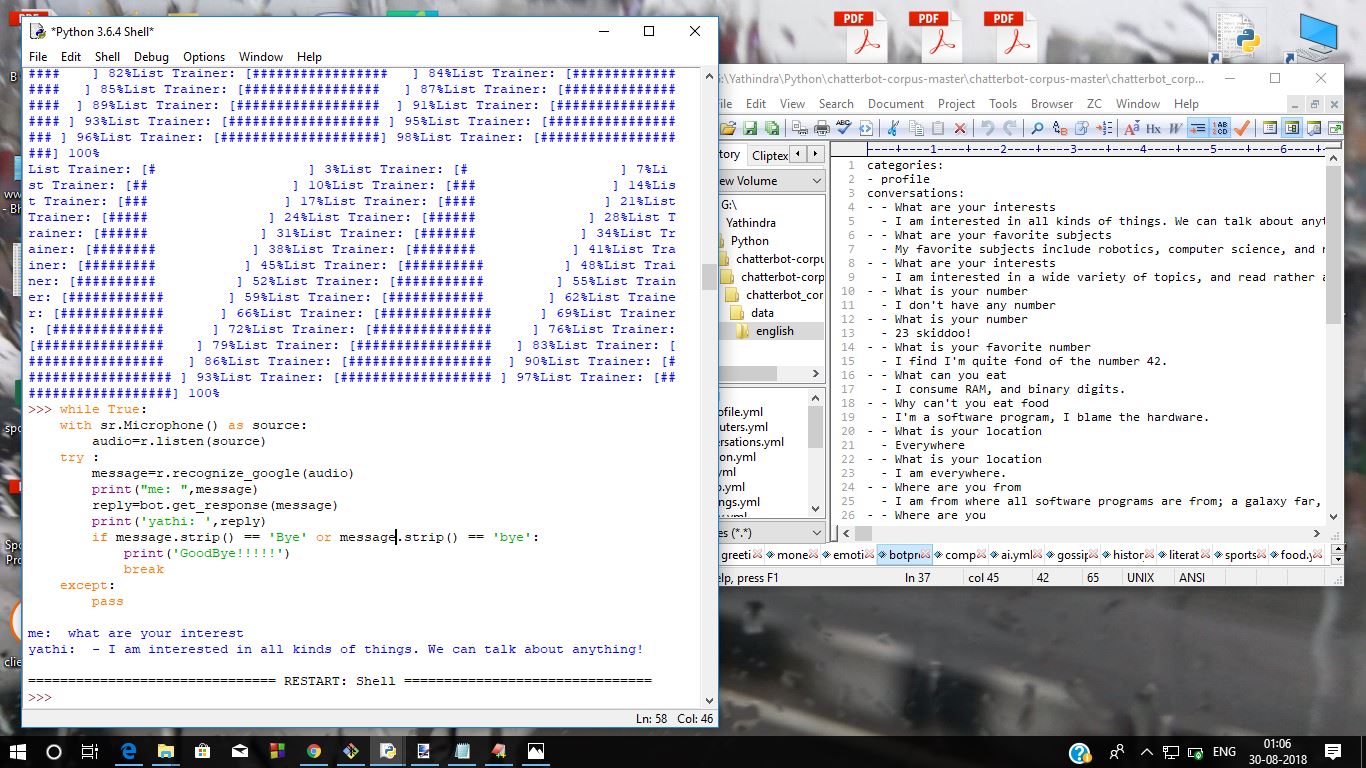 *Python 3.6.4 Shell*
File Edit Shell Debug Options Window Help
#### ] 82%List Trainer: [################# ] 84%List Trainer: [#############
#### ] 85%List Trainer: [################# ] 87%List Trainer: [##############
#### ] 89%List Trainer: [################## ] 91%List Trainer: [###############
#### ] 93%List Trainer: [################### ] 95%List Trainer: [###############
### ] 96%List Trainer: [####################] 98%List Trainer: [#################
###] 100%
List Trainer: [# ] 3%List Trainer: [# ] 7%Li
st Trainer: [## ] 10%List Trainer: [### ] 14%Lis
t Trainer: [### ] 17%List Trainer: [#### ] 21%List
Trainer: [##### ] 24%List Trainer: [###### ] 28%List T
rainer: [###### ] 31%List Trainer: [####### ] 34%List Tr
ainer: [######## ] 38%List Trainer: [######## ] 41%List Tra
iner: [######### ] 45%List Trainer: [########## ] 48%List Trai
ner: [########## ] 52%List Trainer: [########### ] 55%List Train
er: [############ ] 59%List Trainer: [############ ] 62%List Traine
r: [############# ] 66%List Trainer: [############## ] 69%List Trainer
: [############## ] 72%List Trainer: [############### ] 76%List Trainer:
[################ ] 79%List Trainer: [################# ] 83%List Trainer: [
################# ] 86%List Trainer: [################## ] 90%List Trainer: [#
################## ] 93%List Trainer: [################### ] 97%List Trainer: [##
##################] 100%
>>> while True:
with sr.Microphone() as source:
audio=r.listen(source)
try :
message=r.recognize_google(audio)
print("me: ",message)
reply=bot.get_response(message)
print('yathi: ',reply)
if message.strip() == 'Bye' or message.strip() == 'bye':
print('GoodBye!!!!!')
break
except:
pass
me: what are your interest
yathi: - I am interested in all kinds of things. We can talk about anything!
=============================== RESTART: Shell ===============================
>>>
Ln: 58 Col: 46
PDF PDF PDF
:\Yathindra\Python\chatterbot-corpus-master\chatterbot-corpus-master\chatterbot_corp...
Edit View Search Document Project Tools Browser ZC Window Help
Cliptex
ew Volume
G:\
Yathindra
Python
chatterbot-corpu
chatterbot-corp
chatterbot_cor
data
english
ofile.yml
uters.yml
ersations.yml
on.yml
yml
o.yml
ngs.yml
es (*.*)
1 categories:
2 - profile
3 conversations:
4 - - What are your interests
5 - I am interested in all kinds of things. We can talk about anyt
6 - - What are your favorite subjects
7 - My favorite subjects include robotics, computer science, and n
8 - - What are your interests
9 - I am interested in a wide variety of topics, and read rather a
10 - - What is your number
11 - I don't have any number
12 - - What is your number
13 - 23 skiddoo!
14 - - What is your favorite number
15 - I find I'm quite fond of the number 42.
16 - - What can you eat
17 - I consume RAM, and binary digits.
18 - - Why can't you eat food
19 - I'm a software program, I blame the hardware.
20 - - What is your location
21 - Everywhere
22 - - What is your location
23 - I am everywhere.
24 - - Where are you from
25 - I am from where all software programs are from; a galaxy far,
26 - - Where are you
greeti mone emoti botpr comp ai.yml gossip histor literat sports food.y
elp, press F1 ln 37 col 45 42 65 UNIX ANSI
ENG 01:06
30-08-2018